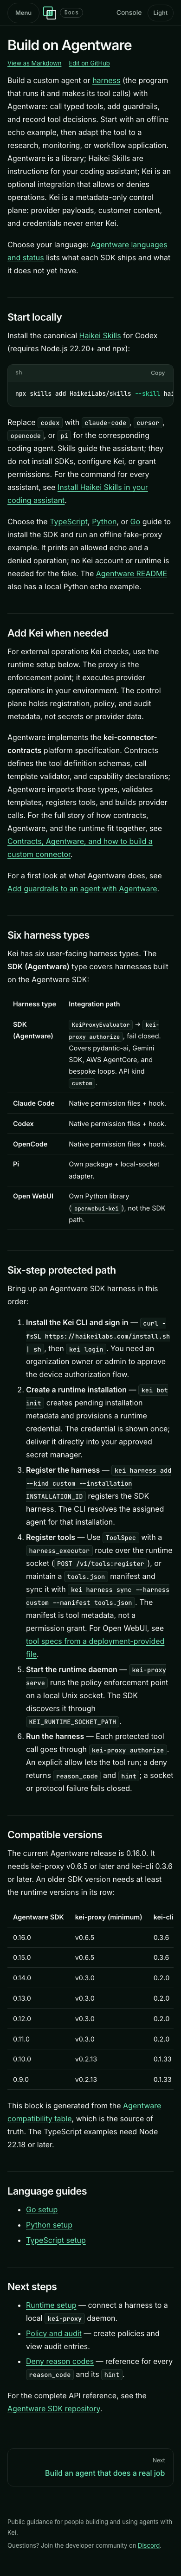 Menu
Docs
Console
Light
Build on Agentware
View as Markdown Edit on GitHub
Build a custom agent or harness (the program
that runs it and makes its tool calls) with
Agentware: call typed tools, add guardrails,
and record tool decisions. Start with an offline
echo example, then adapt the tool to a
research, monitoring, or workflow application.
Agentware is a library; Haikei Skills are
instructions for your coding assistant; Kei is an
optional integration that allows or denies
operations. Kei is a metadata-only control
plane: provider payloads, customer content,
and credentials never enter Kei.
Choose your language: Agentware languages
and status lists what each SDK ships and what
it does not yet have.
Start locally
Install the canonical Haikei Skills for Codex
(requires Node.js 22.20+ and npx):
sh
Copy
npx skills add HaikeiLabs/skills --skill hai
Replace codex with claude-code, cursor,
opencode, or pi for the corresponding
coding agent. Skills guide the assistant; they
do not install SDKs, configure Kei, or grant
permissions. For the command for every
assistant, see Install Haikei Skills in your
coding assistant.
Choose the TypeScript, Python, or Go guide to
install the SDK and run an offline fake-proxy
example. It prints an allowed echo and a
denied operation; no Kei account or runtime is
needed for the fake. The Agentware README
also has a local Python echo example.
Add Kei when needed
For external operations Kei checks, use the
runtime setup below. The proxy is the
enforcement point; it executes provider
operations in your environment. The control
plane holds registration, policy, and audit
metadata, not secrets or provider data.
Agentware implements the kei-connector-
contracts platform specification. Contracts
defines the tool definition schemas, call
template validator, and capability declarations;
Agentware imports those types, validates
templates, registers tools, and builds provider
calls. For the full story of how contracts,
Agentware, and the runtime fit together, see
Contracts, Agentware, and how to build a
custom connector.
For a first look at what Agentware does, see
Add guardrails to an agent with Agentware.
Six harness types
Kei has six user-facing harness types. The
SDK (Agentware) type covers harnesses built
on the Agentware SDK:
Harness type Integration path
SDK (Agentware) KeiProxyEvaluator → kei-
proxy authorize, fail closed.
Covers pydantic-ai, Gemini
SDK, AWS AgentCore, and
bespoke loops. API kind
custom.
Claude Code Native permission files + hook.
Codex Native permission files + hook.
OpenCode Native permission files + hook.
Pi Own package + local-socket
adapter.
Open WebUI Own Python library
(openwebui-kei), not the SDK
path.
Six-step protected path
Bring up an Agentware SDK harness in this
order:
1. Install the Kei CLI and sign in — curl -
fsSL https://haikeilabs.com/install.sh
| sh, then kei login. You need an
organization owner or admin to approve
the device authorization flow.
2. Create a runtime installation — kei bot
init creates pending installation
metadata and provisions a runtime
credential. The credential is shown once;
deliver it directly into your approved
secret manager.
3. Register the harness — kei harness add
--kind custom --installation
INSTALLATION_ID registers the SDK
harness. The CLI resolves the assigned
agent for that installation.
4. Register tools — Use ToolSpec with a
harness_executor block over the runtime
socket (POST /v1/tools:register), or
maintain a tools.json manifest and
sync it with kei harness sync --harness
custom --manifest tools.json. The
manifest is tool metadata, not a
permission grant. For Open WebUI, see
tool specs from a deployment-provided
file.
5. Start the runtime daemon — kei-proxy
serve runs the policy enforcement point
on a local Unix socket. The SDK
discovers it through
KEI_RUNTIME_SOCKET_PATH.
6. Run the harness — Each protected tool
call goes through kei-proxy authorize.
An explicit allow lets the tool run; a deny
returns reason_code and hint; a socket
or protocol failure fails closed.
Compatible versions
The current Agentware release is 0.16.0. It
needs kei-proxy v0.6.5 or later and kei-cli 0.3.6
or later. An older SDK version needs at least
the runtime versions in its row:
Agentware SDK kei-proxy (minimum) kei-cli
0.16.0 v0.6.5 0.3.6
0.15.0 v0.6.5 0.3.6
0.14.0 v0.3.0 0.2.0
0.13.0 v0.3.0 0.2.0
0.12.0 v0.3.0 0.2.0
0.11.0 v0.3.0 0.2.0
0.10.0 v0.2.13 0.1.33
0.9.0 v0.2.13 0.1.33
This block is generated from the Agentware
compatibility table, which is the source of
truth. The TypeScript examples need Node
22.18 or later.
Language guides
Go setup
Python setup
TypeScript setup
Next steps
Runtime setup — connect a harness to a
local kei-proxy daemon.
Policy and audit — create policies and
view audit entries.
Deny reason codes — reference for every
reason_code and its hint.
For the complete API reference, see the
Agentware SDK repository.
Next
Build an agent that does a real job
Public guidance for people building and using agents with
Kei.
Questions? Join the developer community on Discord.